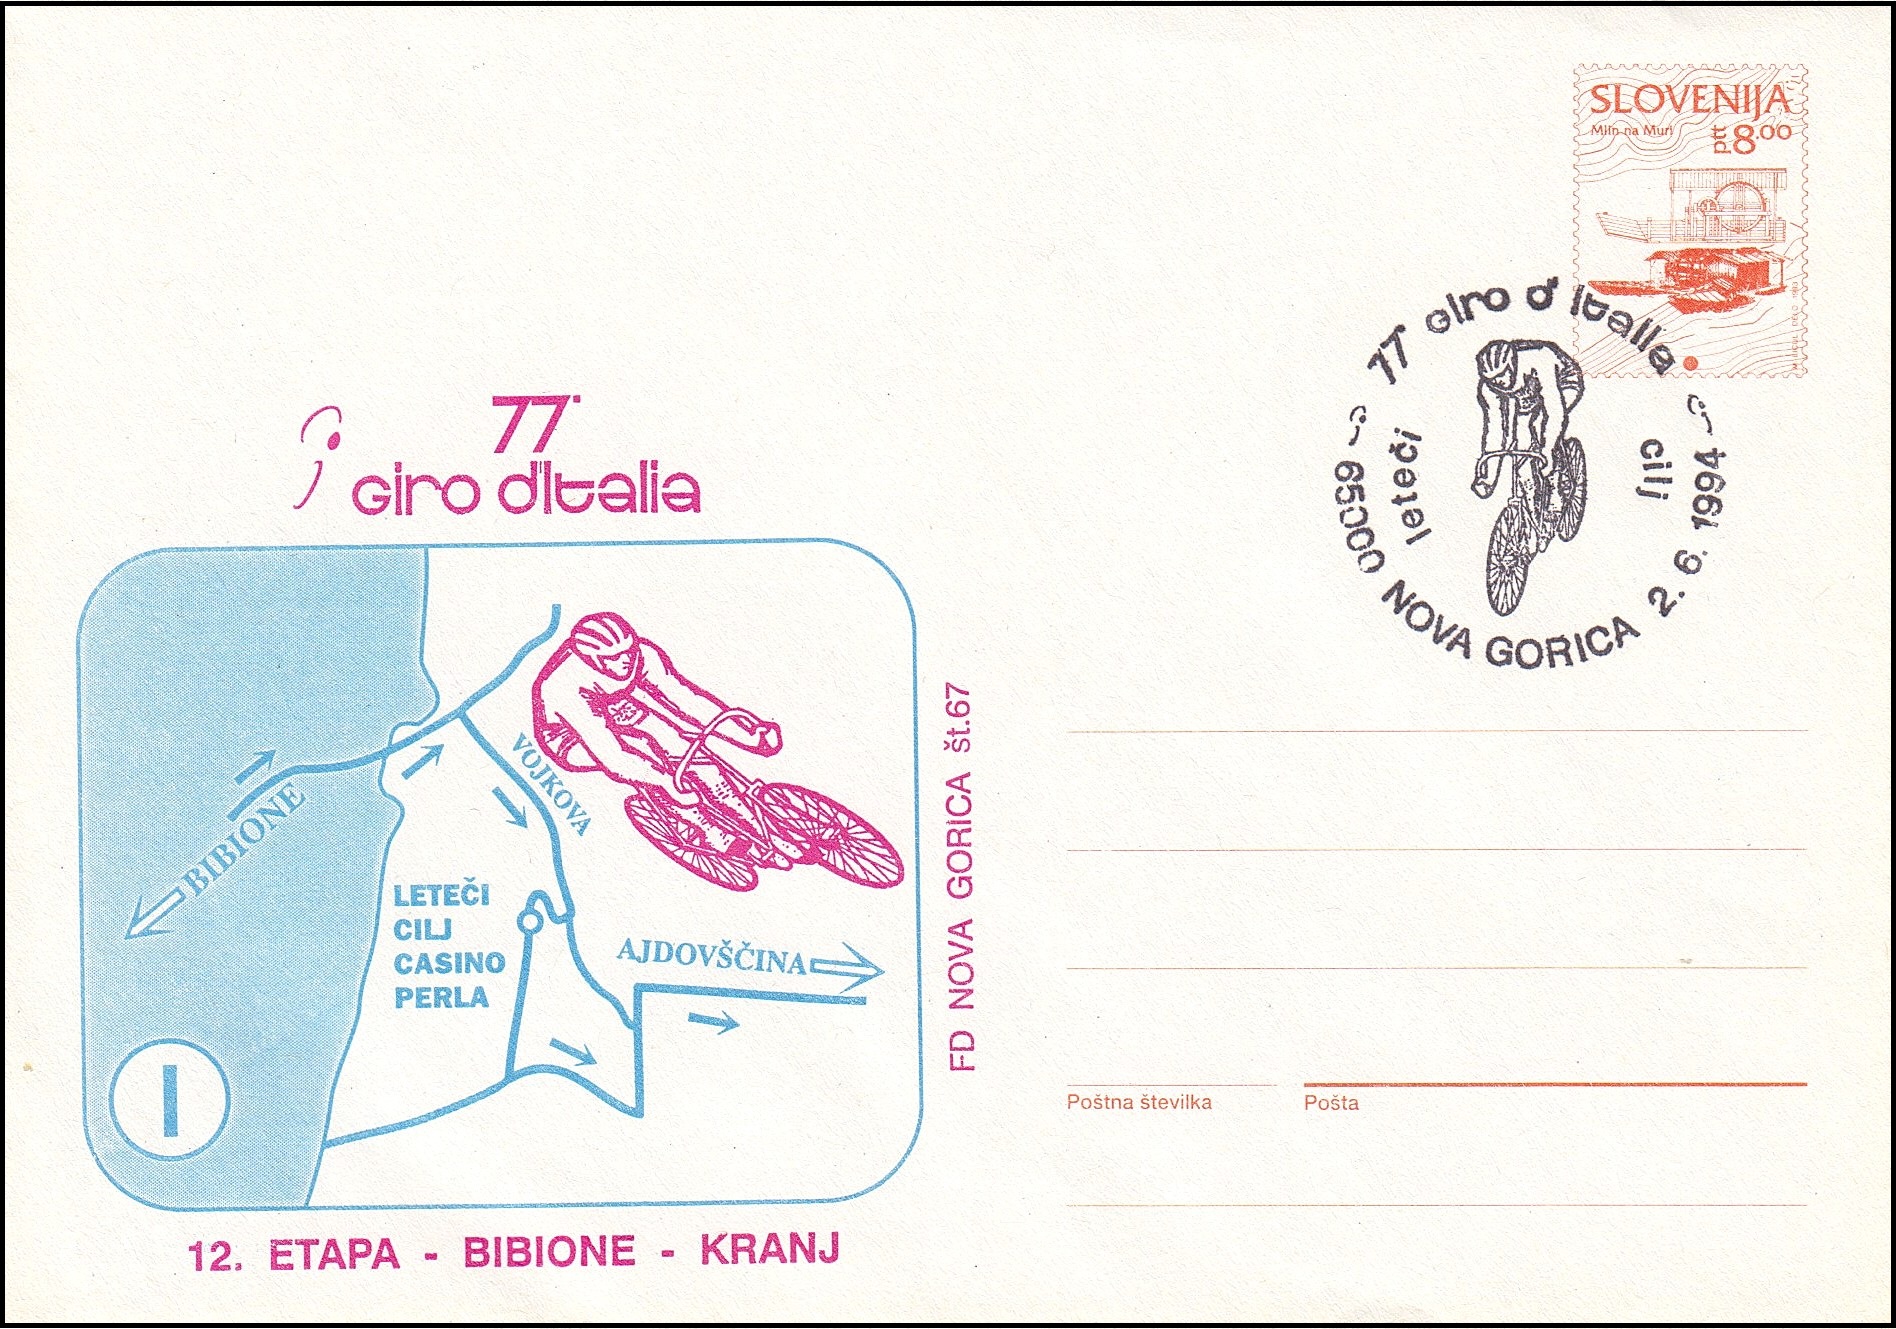 SLOVENIJA
Mlin na Muri
ptt 8.00
77 Giro d'Italia
leteči cilj
65000 NOVA GORICA 2. 6. 1994
77.
Giro d'Italia
VOJKOVA
BIBIONE
LETEČI
CILJ
CASINO
PERLA
AJDOVŠČINA
I
FD NOVA GORICA št.67
12. ETAPA - BIBIONE - KRANJ
Poštna številka
Pošta